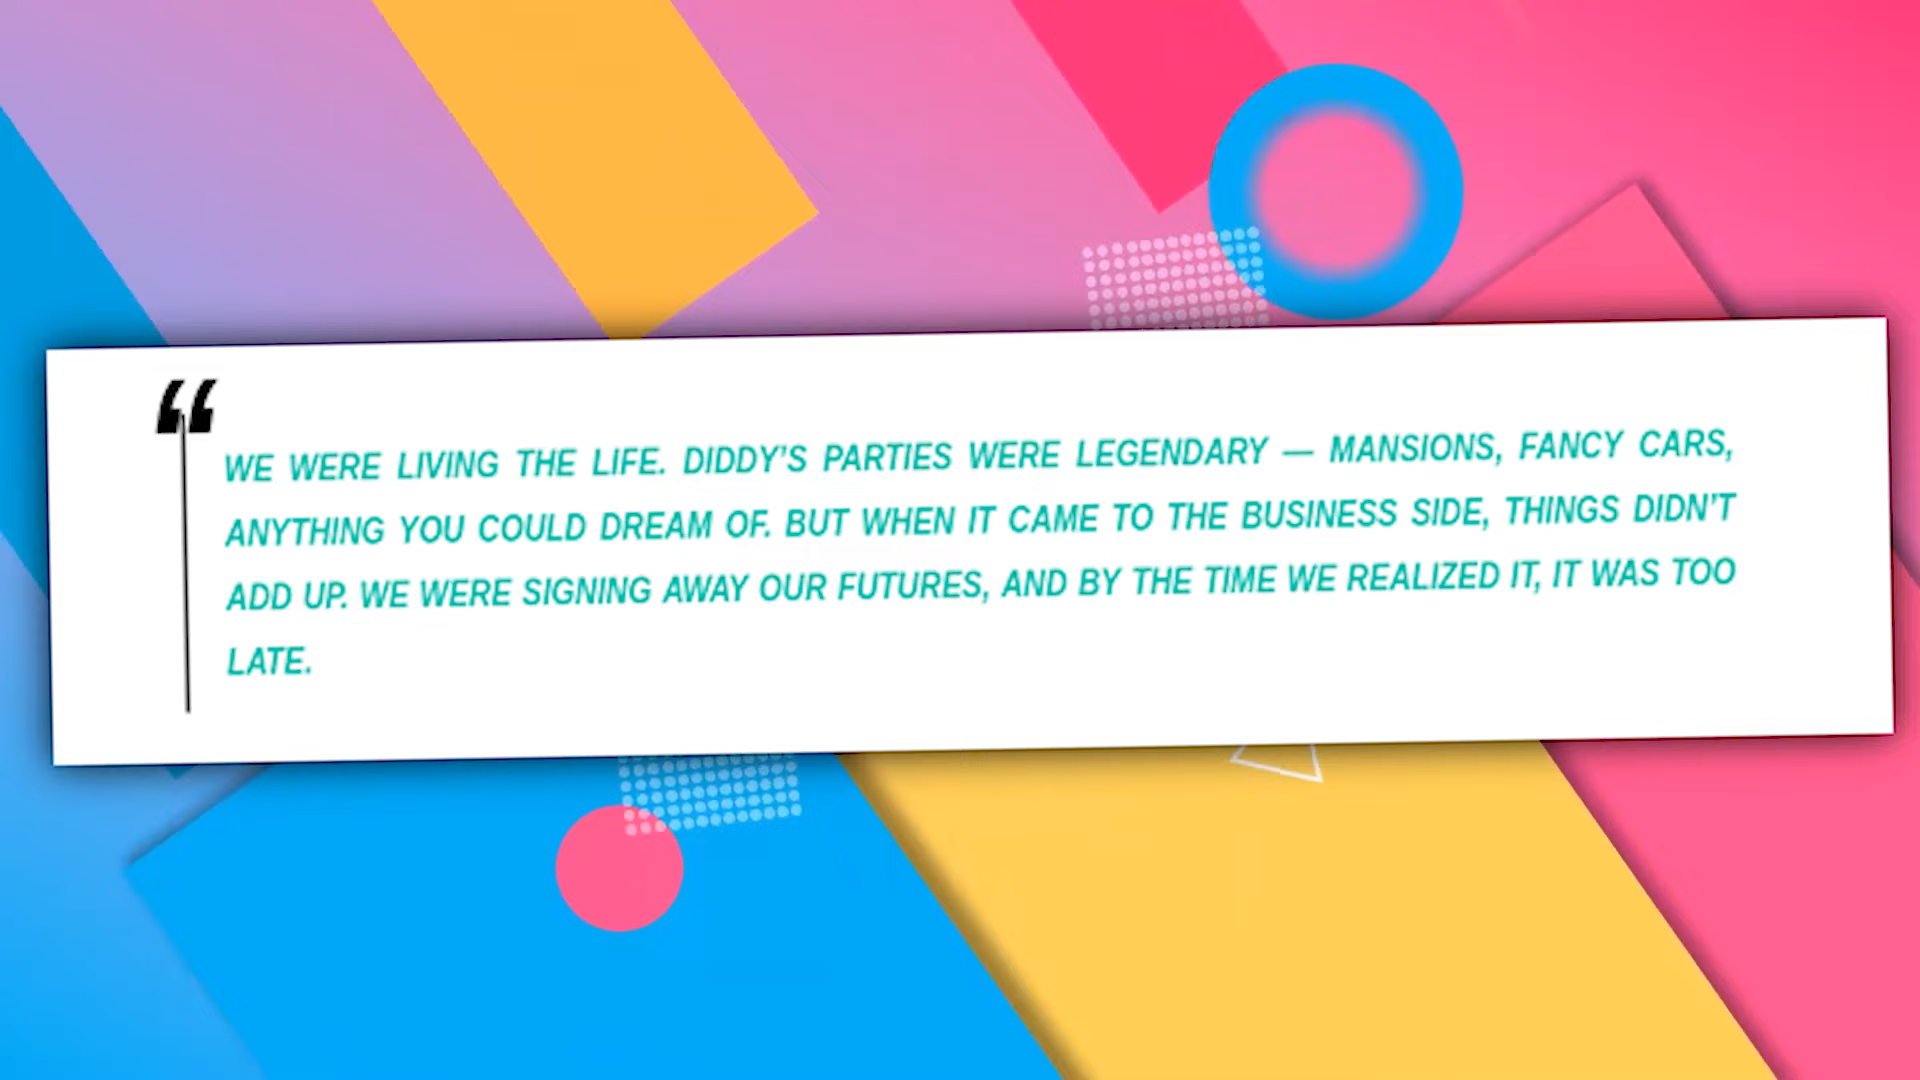 “
WE WERE LIVING THE LIFE. DIDDY’S PARTIES WERE LEGENDARY — MANSIONS, FANCY CARS,
ANYTHING YOU COULD DREAM OF. BUT WHEN IT CAME TO THE BUSINESS SIDE, THINGS DIDN’T
ADD UP. WE WERE SIGNING AWAY OUR FUTURES, AND BY THE TIME WE REALIZED IT, IT WAS TOO
LATE.